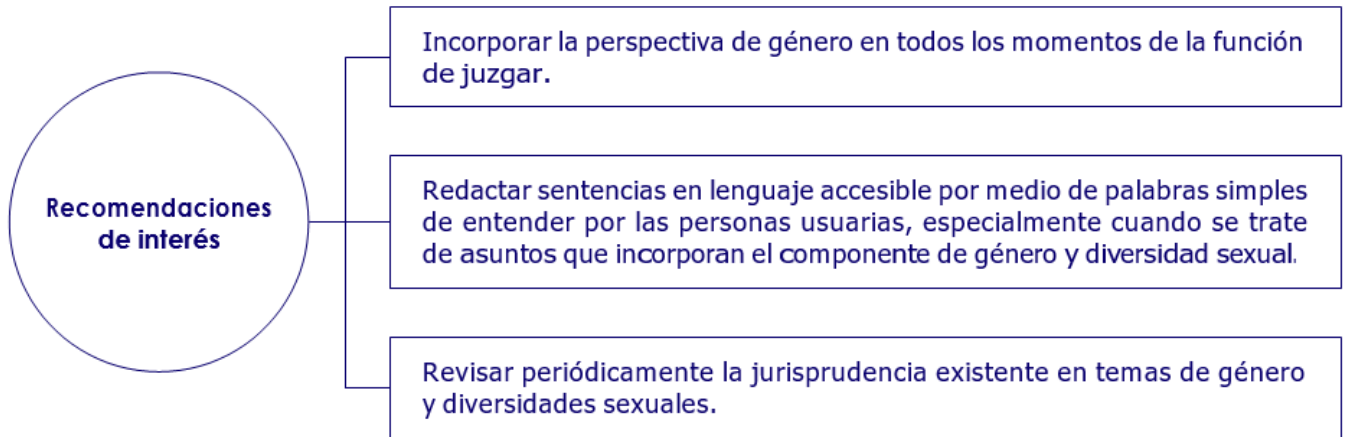 Recomendaciones
de interés
Incorporar la perspectiva de género en todos los momentos de la función
de juzgar.
Redactar sentencias en lenguaje accesible por medio de palabras simples
de entender por las personas usuarias, especialmente cuando se trate
de asuntos que incorporan el componente de género y diversidad sexual.
Revisar periódicamente la jurisprudencia existente en temas de género
y diversidades sexuales.